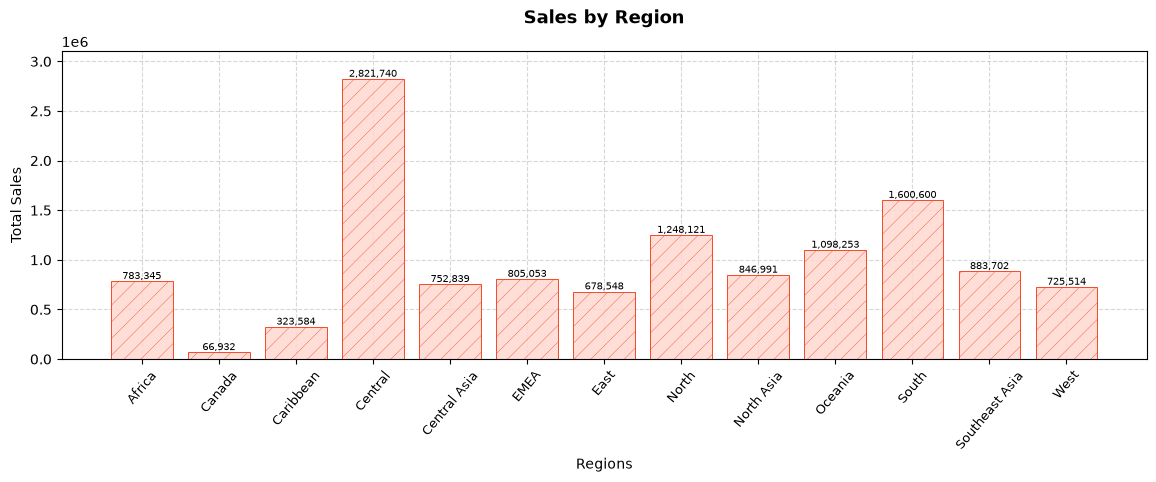 Sales by Region
1e6
3.0
2.5
2.0
1.5
1.0
0.5
0.0
Total Sales
783,345
66,932
323,584
2,821,740
752,839
805,053
678,548
1,248,121
846,991
1,098,253
1,600,600
883,702
725,514
Africa
Canada
Caribbean
Central
Central Asia
EMEA
East
North
North Asia
Oceania
South
Southeast Asia
West
Regions